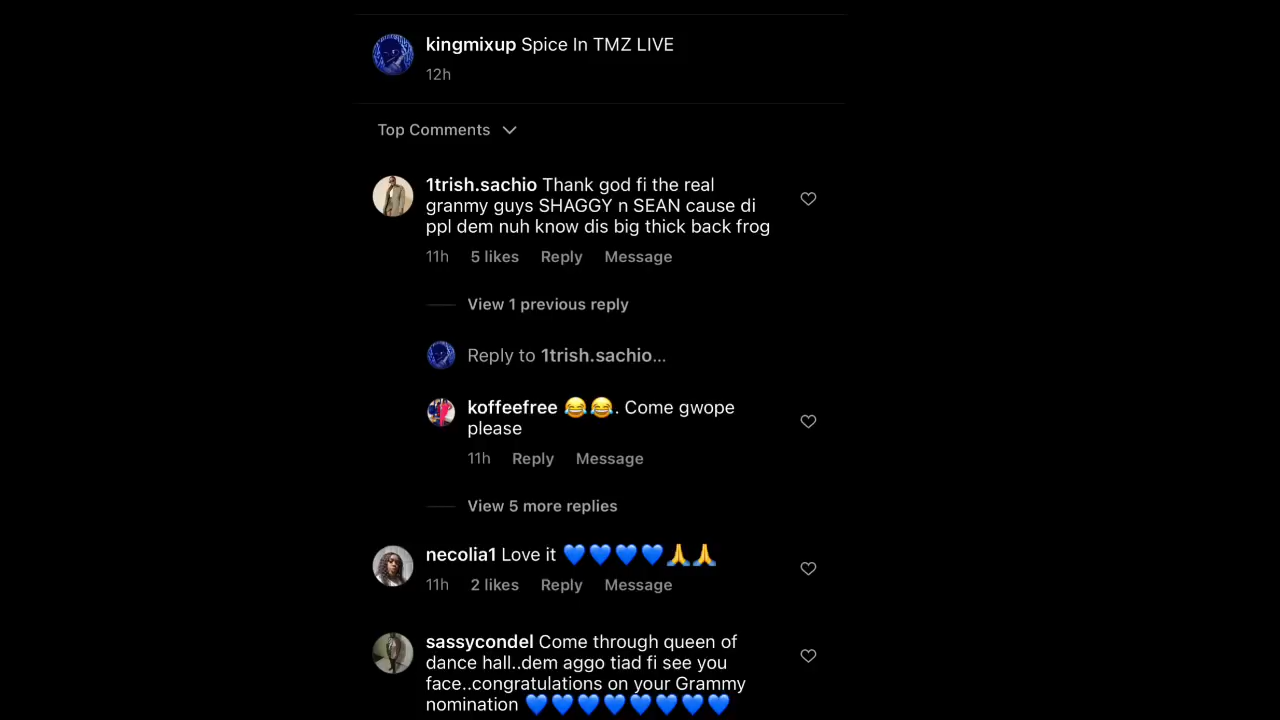 kingmixup Spice In TMZ LIVE
12h
Top Comments
1trish.sachio Thank god fi the real
granmy guys SHAGGY n SEAN cause di
ppl dem nuh know dis big thick back frog
11h 5 likes Reply Message
View 1 previous reply
Reply to 1trish.sachio...
koffeefree 😂😂. Come gwope
please
11h Reply Message
View 5 more replies
necolia1 Love it 💙💙💙💙🙏🙏
11h 2 likes Reply Message
sassycondel Come through queen of
dance hall..dem aggo tiad fi see you
face..congratulations on your Grammy
nomination 💙💙💙💙💙💙💙💙